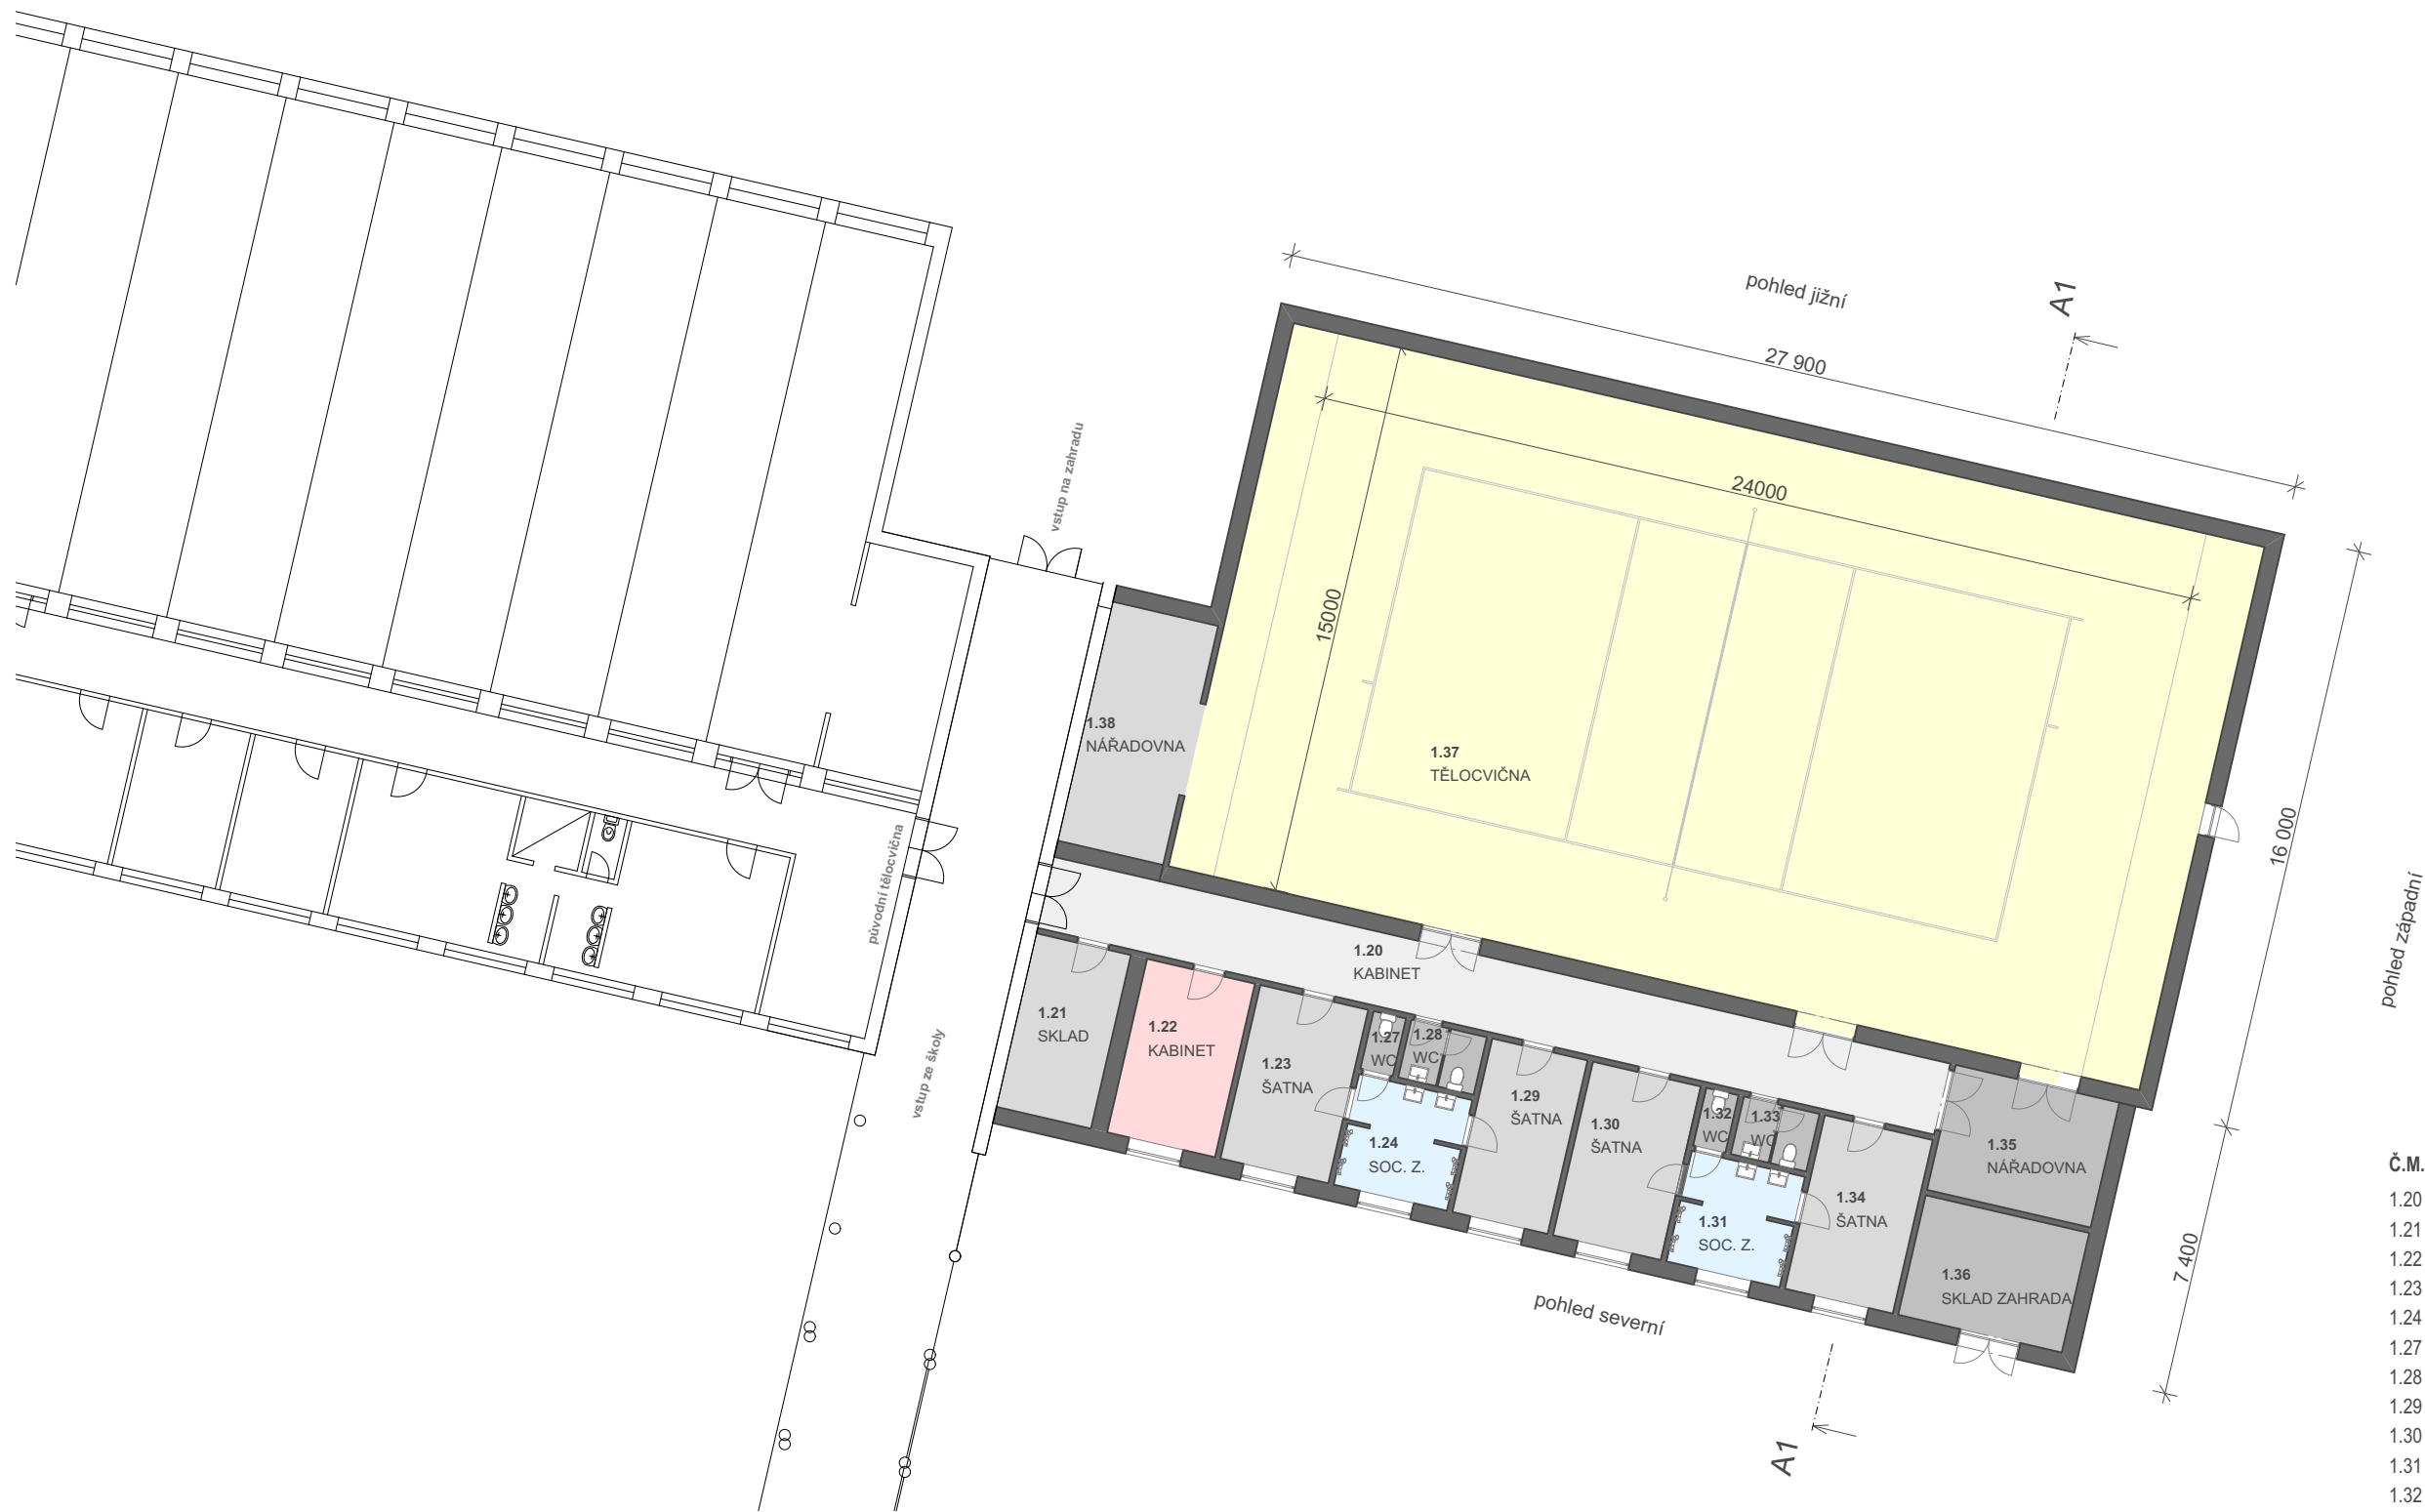 pohled jižní
A1
27 900
vstup na zahradu
24000
15000
1.38
NÁŘADOVNA
1.37
TĚLOCVIČNA
16 000
původní tělocvična
pohled západní
1.20
KABINET
1.21
SKLAD
1.22
KABINET
1.23
ŠATNA
1.27
WC
1.28
WC
1.24
SOC. Z.
1.29
ŠATNA
1.30
ŠATNA
1.32
WC
1.33
WC
1.31
SOC. Z.
1.34
ŠATNA
1.35
NÁŘADOVNA
1.36
SKLAD ZAHRADA
vstup ze školy
7 400
pohled severní
A1
Č.M.
1.20
1.21
1.22
1.23
1.24
1.27
1.28
1.29
1.30
1.31
1.32